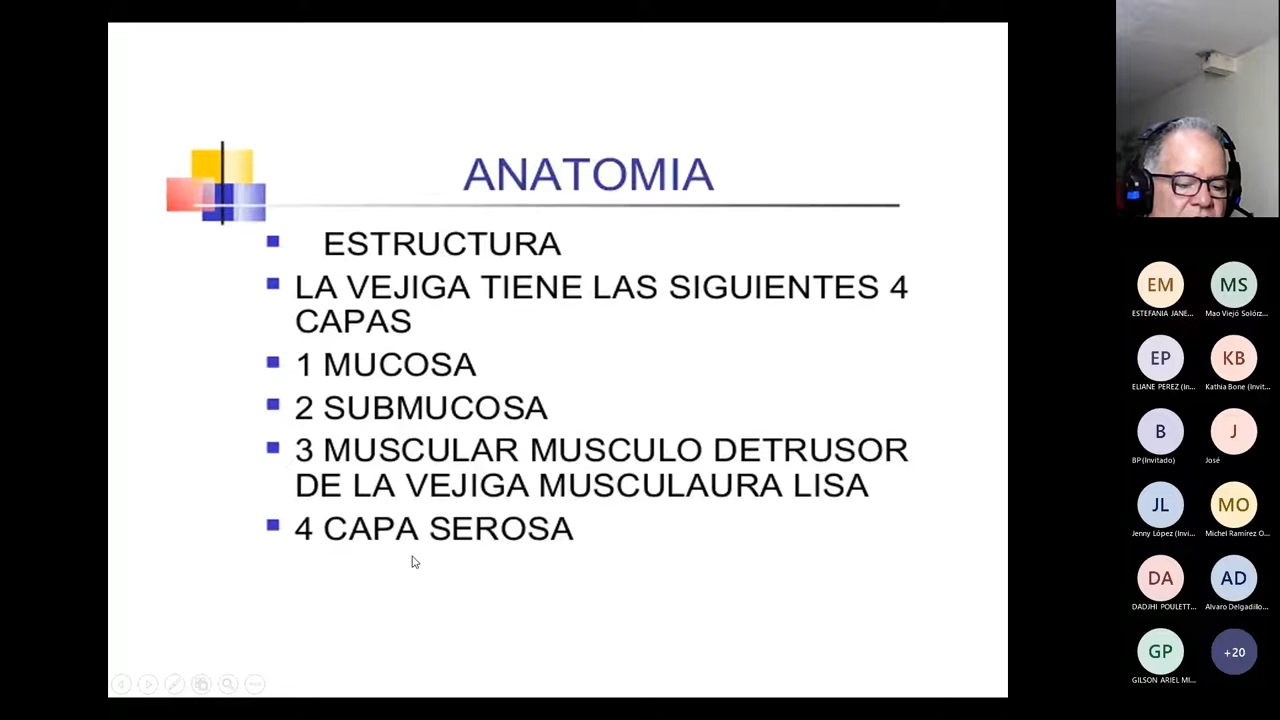 ANATOMIA
ESTRUCTURA
LA VEJIGA TIENE LAS SIGUIENTES 4
CAPAS
1 MUCOSA
2 SUBMUCOSA
3 MUSCULAR MUSCULO DETRUSOR
DE LA VEJIGA MUSCULAURA LISA
4 CAPA SEROSA
EM MS
ESTEFANIA JANE... Mao Viejó Solórz...
EP KB
ELIANE PEREZ (In... Kathia Bone (Invit...
B J
BP (Invitado) José
JL MO
Jenny López (Invi... Michel Ramírez O...
DA AD
DADJHI POULETT... Alvaro Delgadillo...
GP +20
GILSON ARIEL MI...